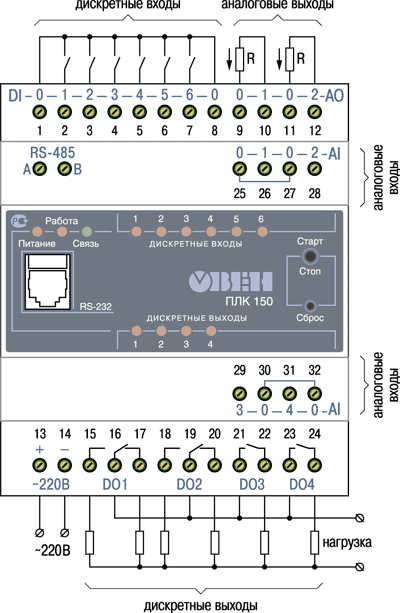 дискретные входы
аналоговые выходы
R
R
DI - 0 - 1 - 2 - 3 - 4 - 5 - 6 - 0
0 - 1 - 0 - 2 - AO
1 2 3 4 5 6 7 8 9 10 11 12
RS-485
0 - 1 - 0 - 2 - AI
A
B
25 26 27 28
аналоговые входы
Работа
Питание
Связь
1 2 3 4 5 6
ДИСКРЕТНЫЕ ВХОДЫ
Старт
Стоп
ОВЕН
ПЛК 150
RS-232
Сброс
ДИСКРЕТНЫЕ ВЫХОДЫ
1 2 3 4
29 30 31 32
3 - 0 - 4 - 0 - AI
аналоговые входы
13 14 15 16 17 18 19 20 21 22 23 24
+ −
~220В
DO1
DO2
DO3
DO4
~220В
нагрузка
дискретные выходы